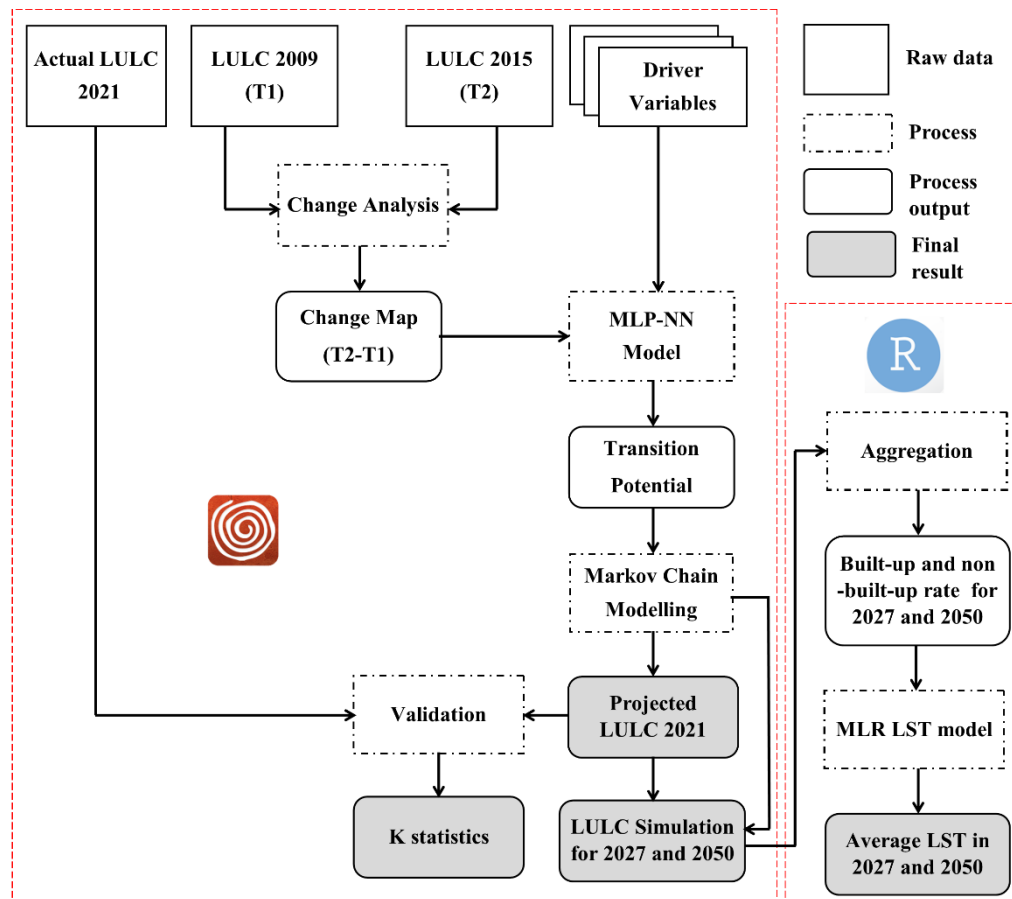 Actual LULC
2021
LULC 2009
(T1)
LULC 2015
(T2)
Driver
Variables
Raw data
Process
Process
output
Final
result
Change Analysis
Change Map
(T2-T1)
MLP-NN
Model
Transition
Potential
Markov Chain
Modelling
Projected
LULC 2021
Validation
K statistics
LULC Simulation
for 2027 and 2050
R
Aggregation
Built-up and non
-built-up rate for
2027 and 2050
MLR LST model
Average LST in
2027 and 2050